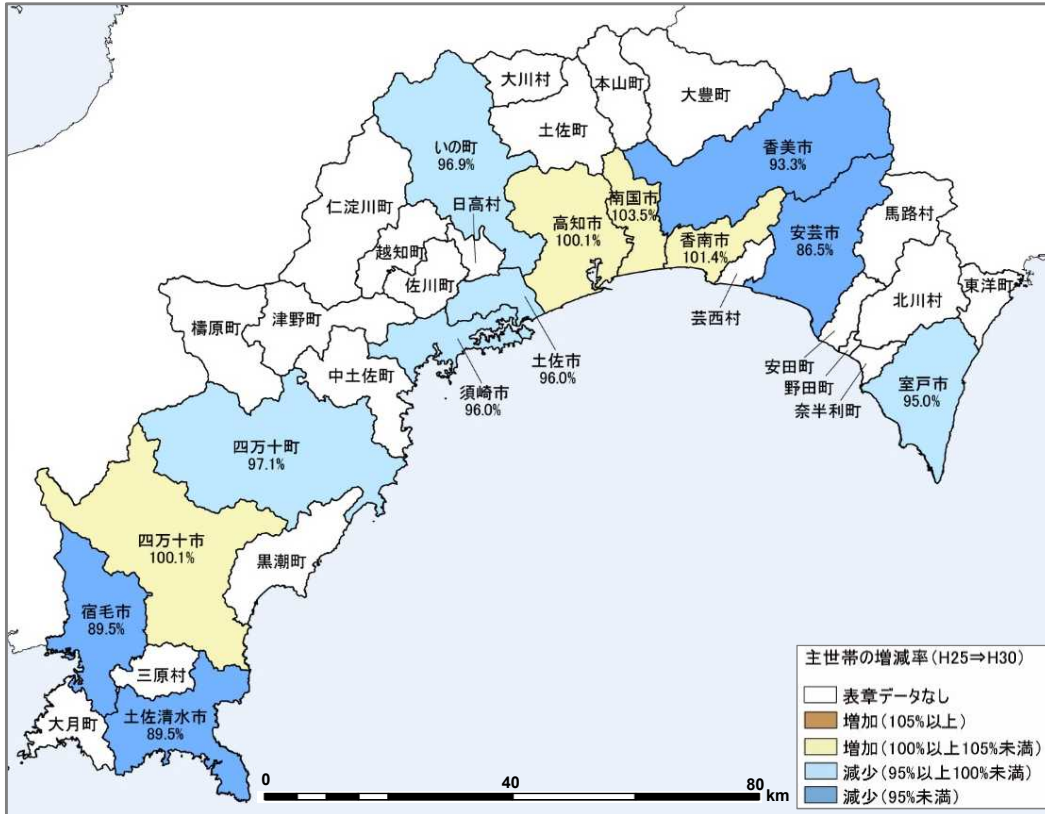 大川村
本山町
大豊町
土佐町
いの町
96.9%
香美市
93.3%
仁淀川町
日高村
高知市
100.1%
南国市
103.5%
香南市
101.4%
安芸市
86.5%
馬路村
越知町
佐川町
芸西村
北川村
東洋町
檮原町
津野町
中土佐町
須崎市
96.0%
土佐市
96.0%
安田町
野田町
奈半利町
室戸市
95.0%
四万十町
97.1%
四万十市
100.1%
黒潮町
宿毛市
89.5%
三原村
大月町
土佐清水市
89.5%
主世帯の増減率(H25⇒H30)
表章データなし
増加(105%以上)
増加(100%以上105%未満)
減少(95%以上100%未満)
減少(95%未満)
0 40 80
km